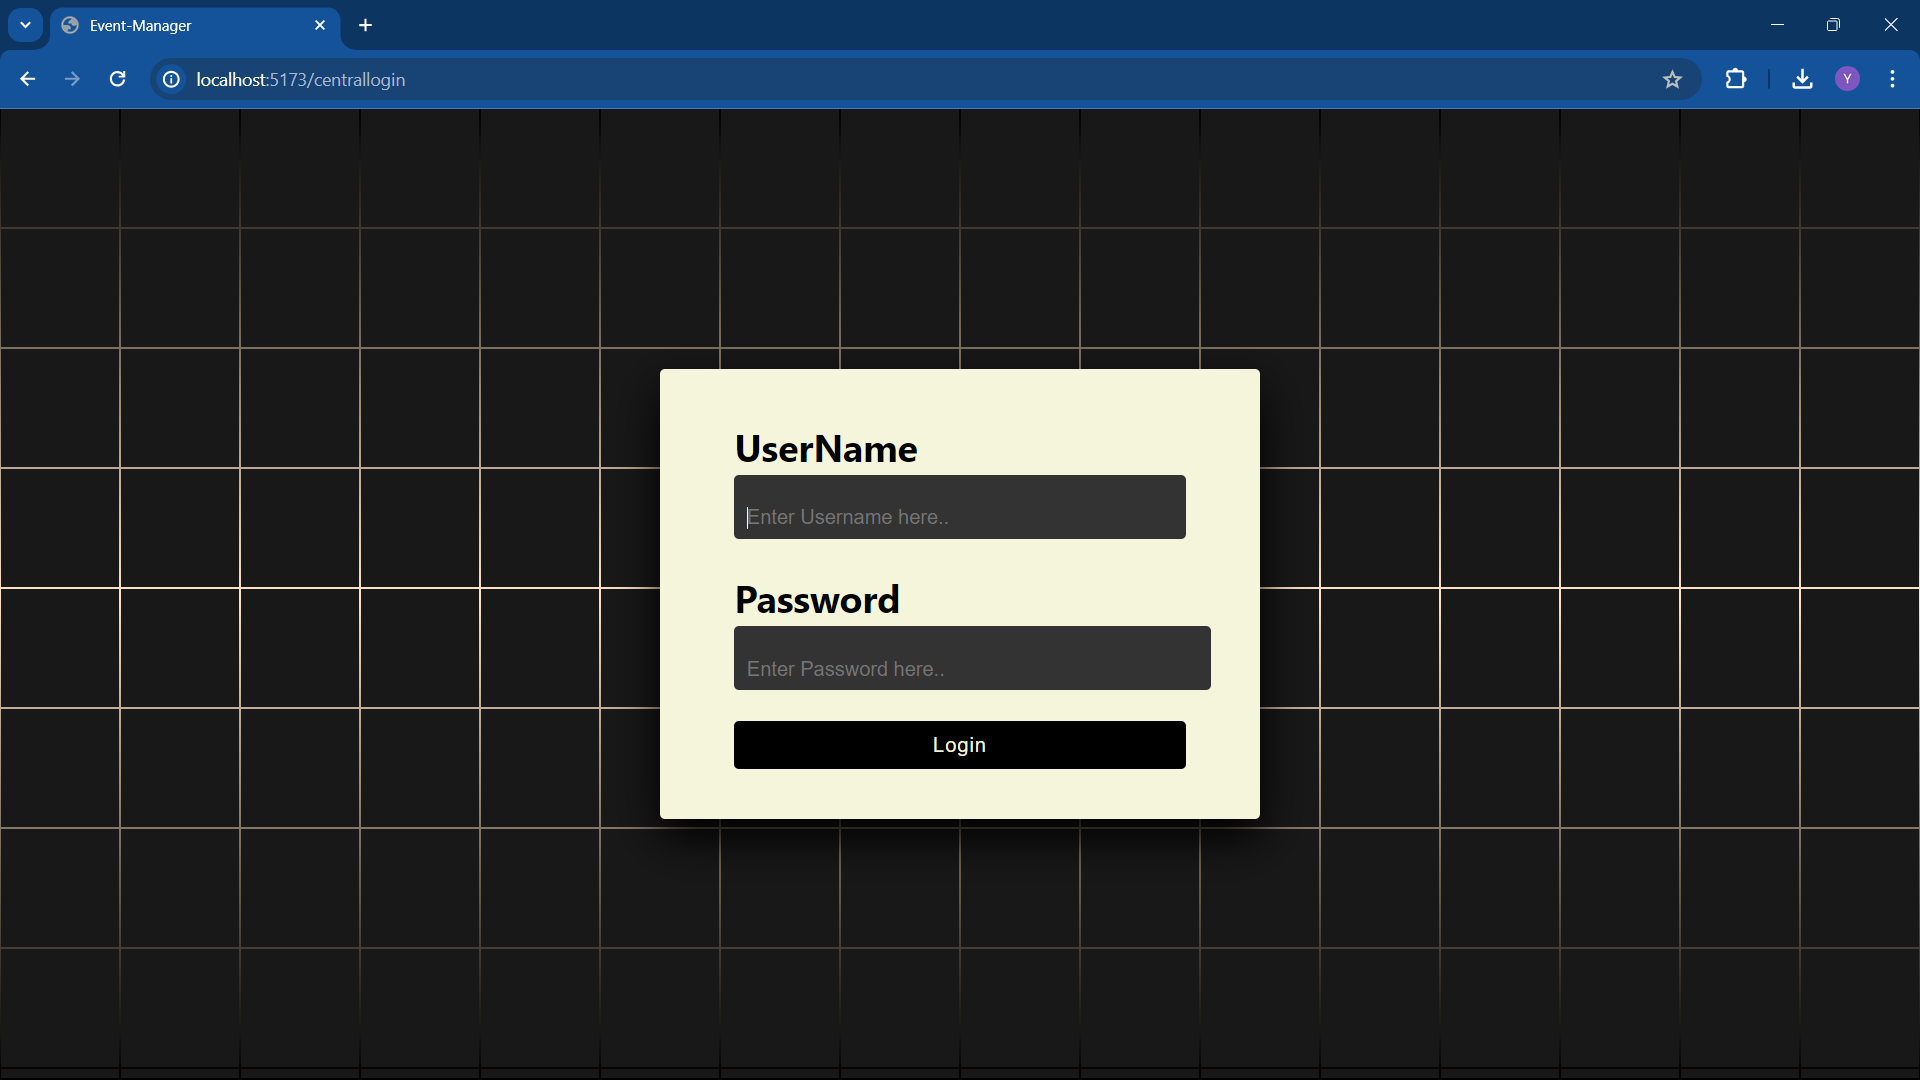 Event-Manager
localhost:5173/centrallogin
Y
UserName
Enter Username here..
Password
Enter Password here..
Login